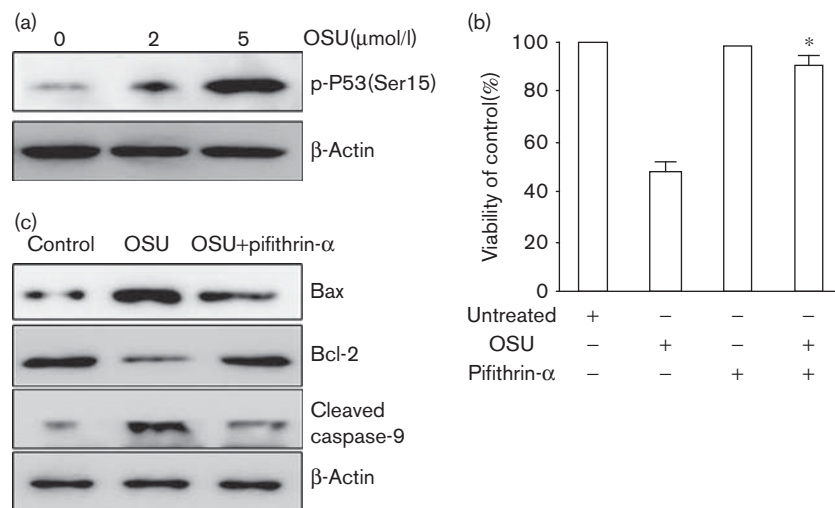 (a)
0 2 5 OSU(μmol/l)
p-P53(Ser15)
β-Actin
(c)
Control OSU OSU+pifithrin-α
Bax
Bcl-2
Cleaved
caspase-9
β-Actin
(b)
Viability of control(%)
100
80
60
40
20
0
*
Untreated + − − −
OSU − + − +
Pifithrin-α − − + +